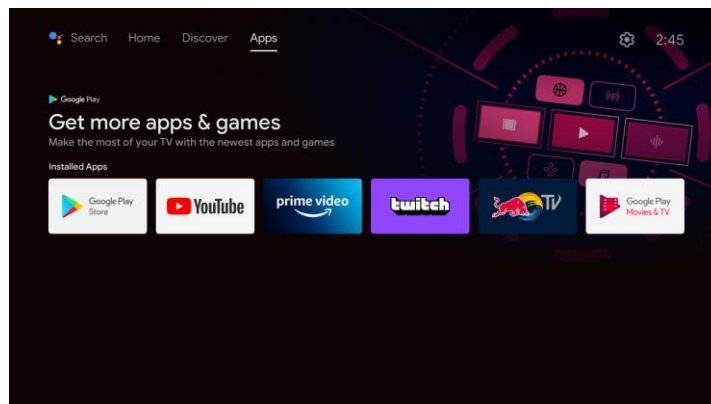 Search Home Discover Apps 2:45
Google Play
Get more apps & games
Make the most of your TV with the newest apps and games
Installed Apps
Google Play
Store
YouTube
prime video
twitch
TV
Google Play
Movies & TV